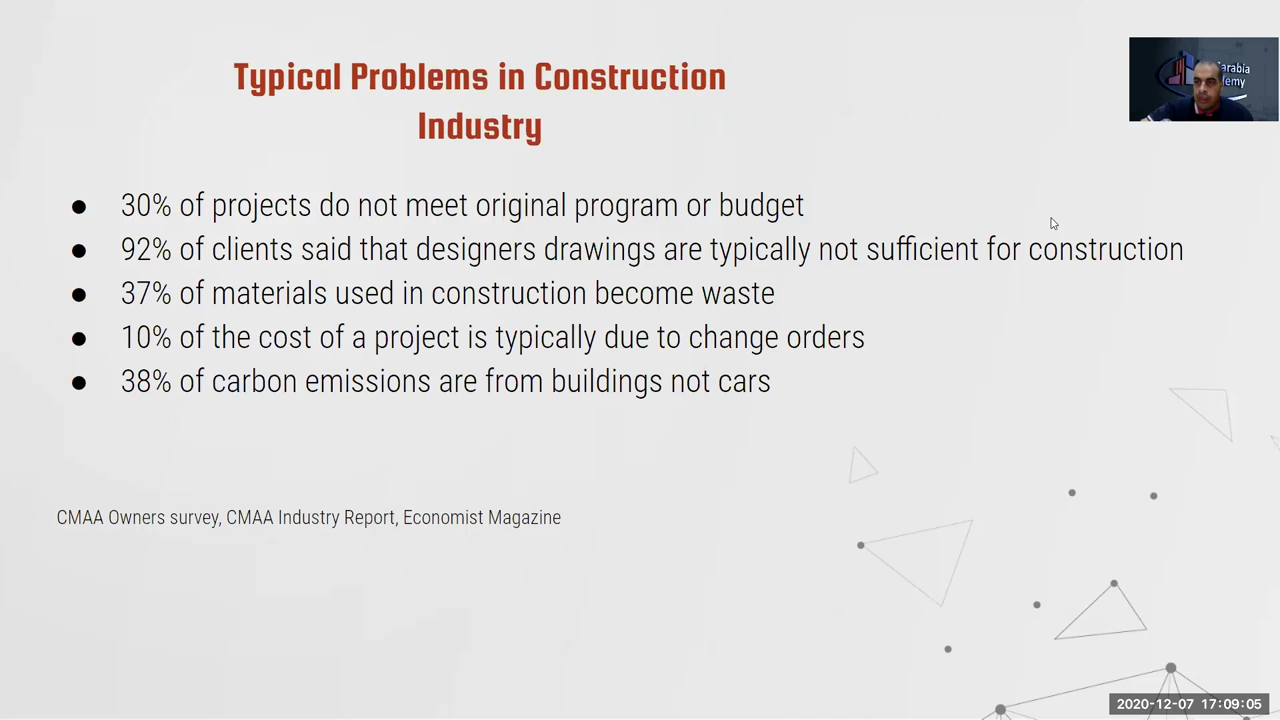 Typical Problems in Construction
Industry
● 30% of projects do not meet original program or budget
● 92% of clients said that designers drawings are typically not sufficient for construction
● 37% of materials used in construction become waste
● 10% of the cost of a project is typically due to change orders
● 38% of carbon emissions are from buildings not cars
CMAA Owners survey, CMAA Industry Report, Economist Magazine
2020-12-07 17:09:05